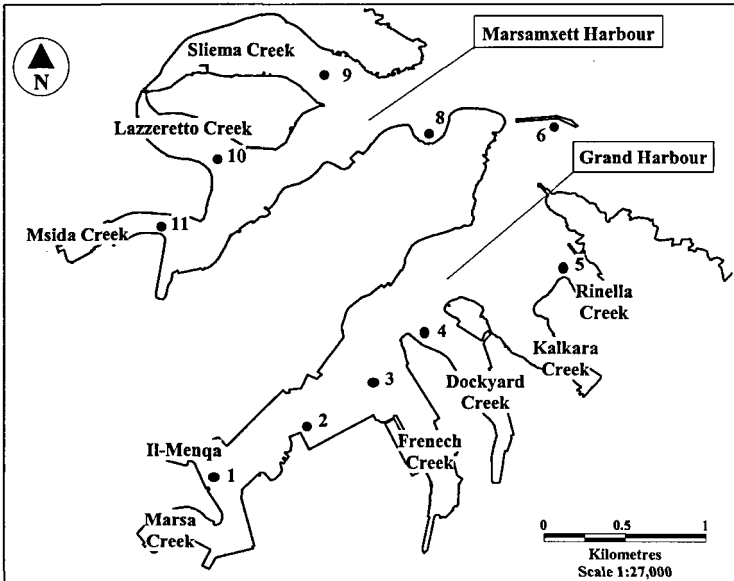 Marsamxett Harbour
Sliema Creek
9
N
Lazzeretto Creek
8
6
10
Grand Harbour
11
Msida Creek
5
Rinella
Creek
4
Kalkara
Creek
3
Dockyard
Creek
2
Frenech
Creek
Il-Menqa
1
Marsa
Creek
0 0.5 1
Kilometres
Scale 1:27,000